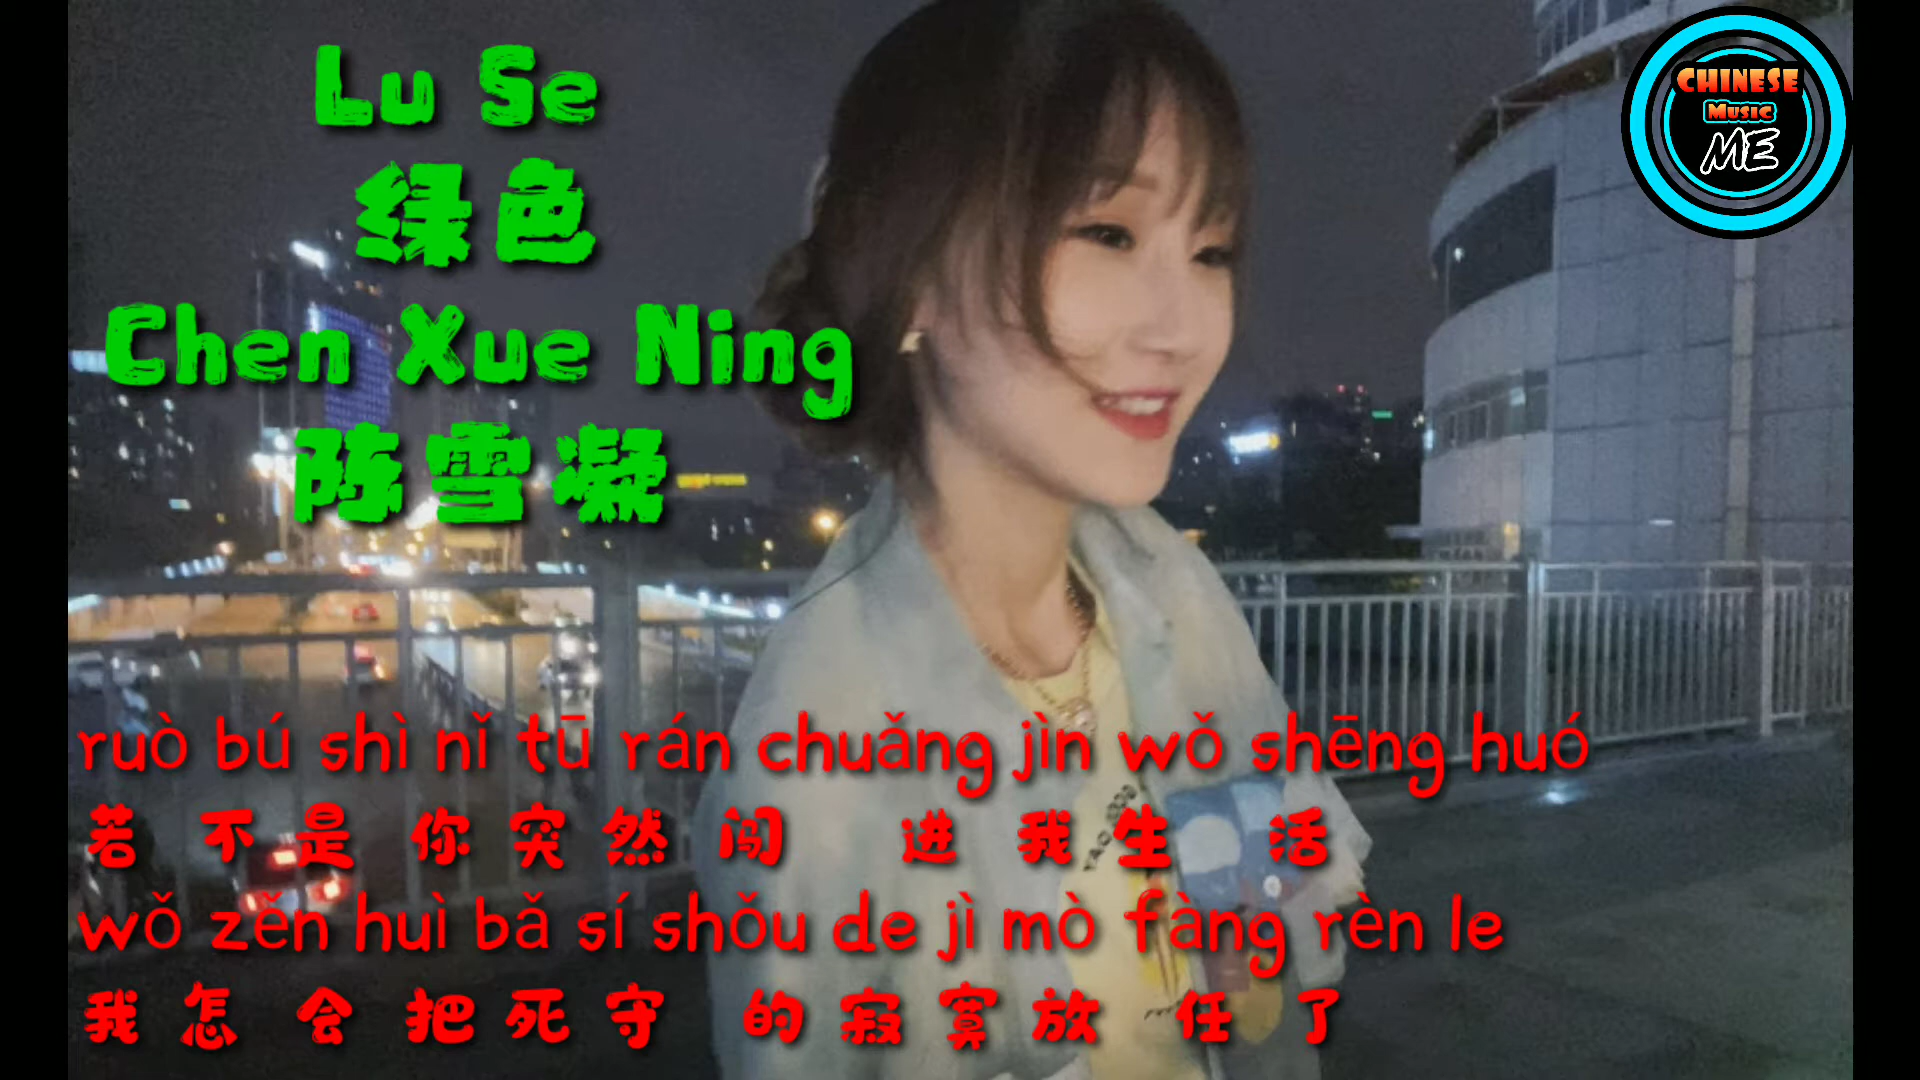 Lu Se
绿色
Chen Xue Ning
陈雪凝
CHINESE
Music
ME
ruò bú shì nǐ tū rán chuǎng jìn wǒ shēng huó
若 不 是 你 突 然 闯 进 我 生 活
wǒ zěn huì bǎ sí shǒu de jì mò fàng rèn le
我 怎 会 把 死 守 的 寂 寞 放 任 了